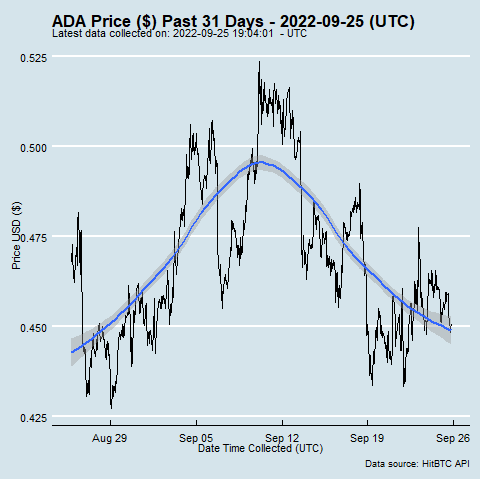 ADA Price ($) Past 31 Days - 2022-09-25 (UTC)
Latest data collected on: 2022-09-25 19:04:01 - UTC
0.525
0.500
0.475
0.450
0.425
Price USD ($)
Aug 29
Sep 05
Sep 12
Sep 19
Sep 26
Date Time Collected (UTC)
Data source: HitBTC API